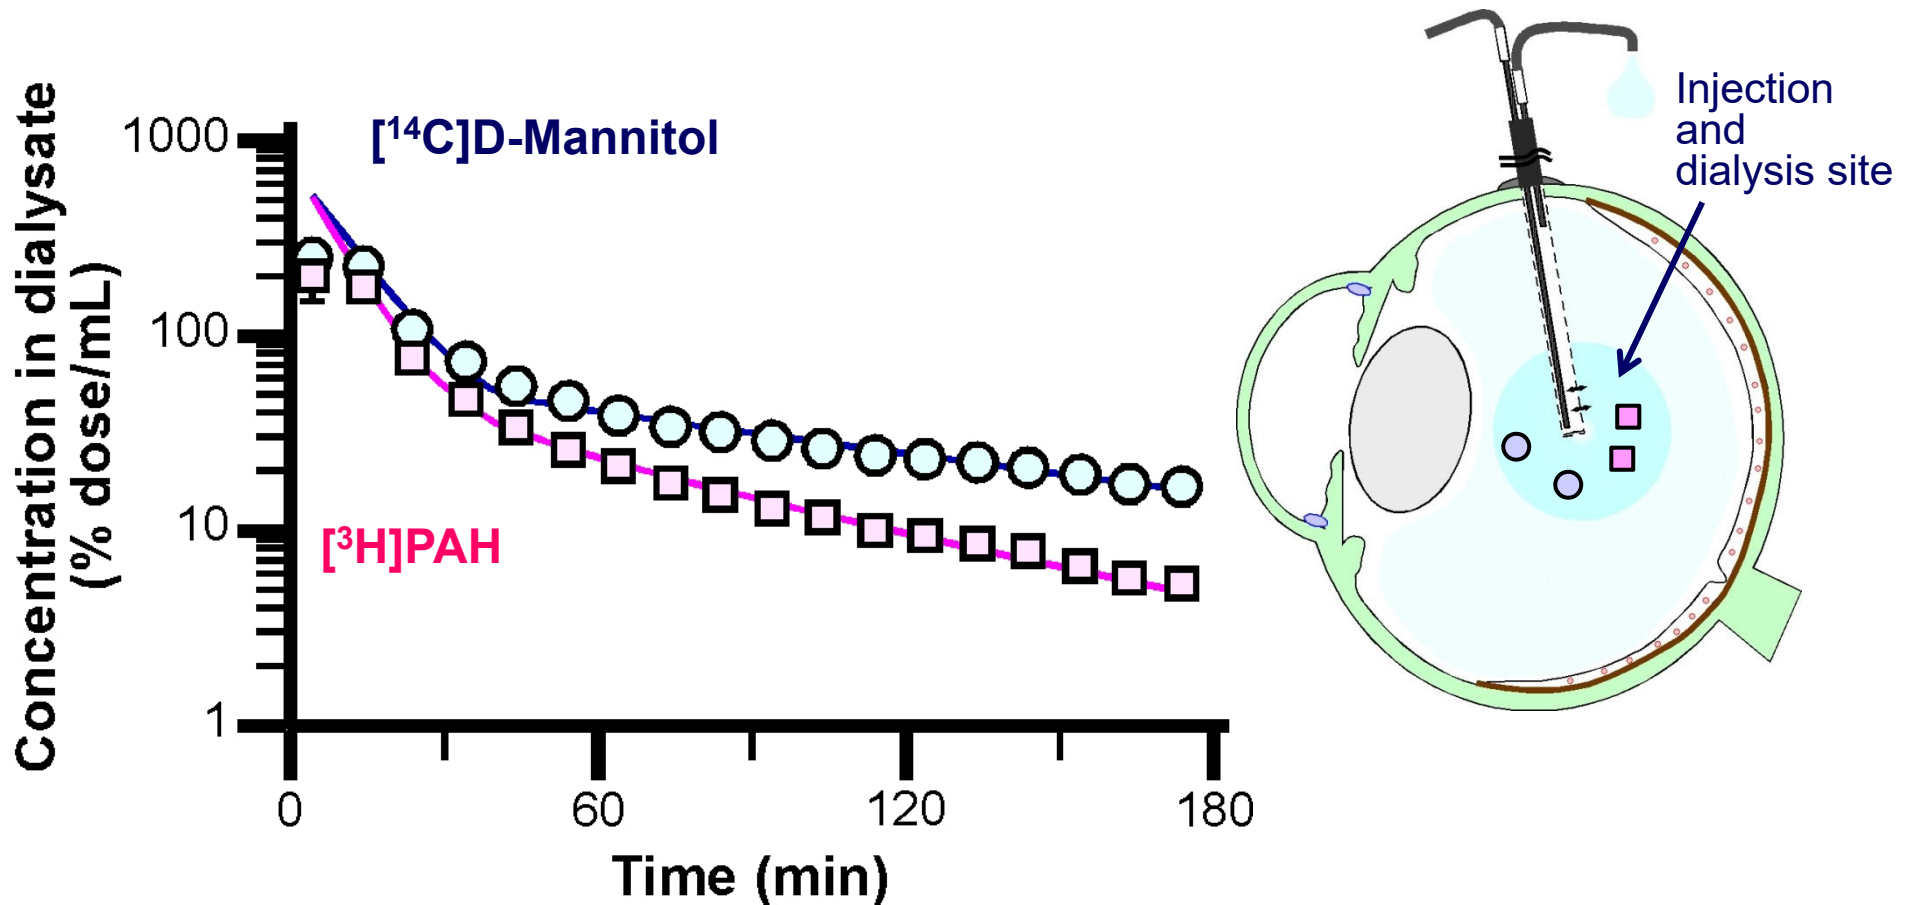 Concentration in dialysate
(% dose/mL)
1000
100
10
1
[¹⁴C]D-Mannitol
[³H]PAH
0
60
120
180
Time (min)
Injection
and
dialysis site